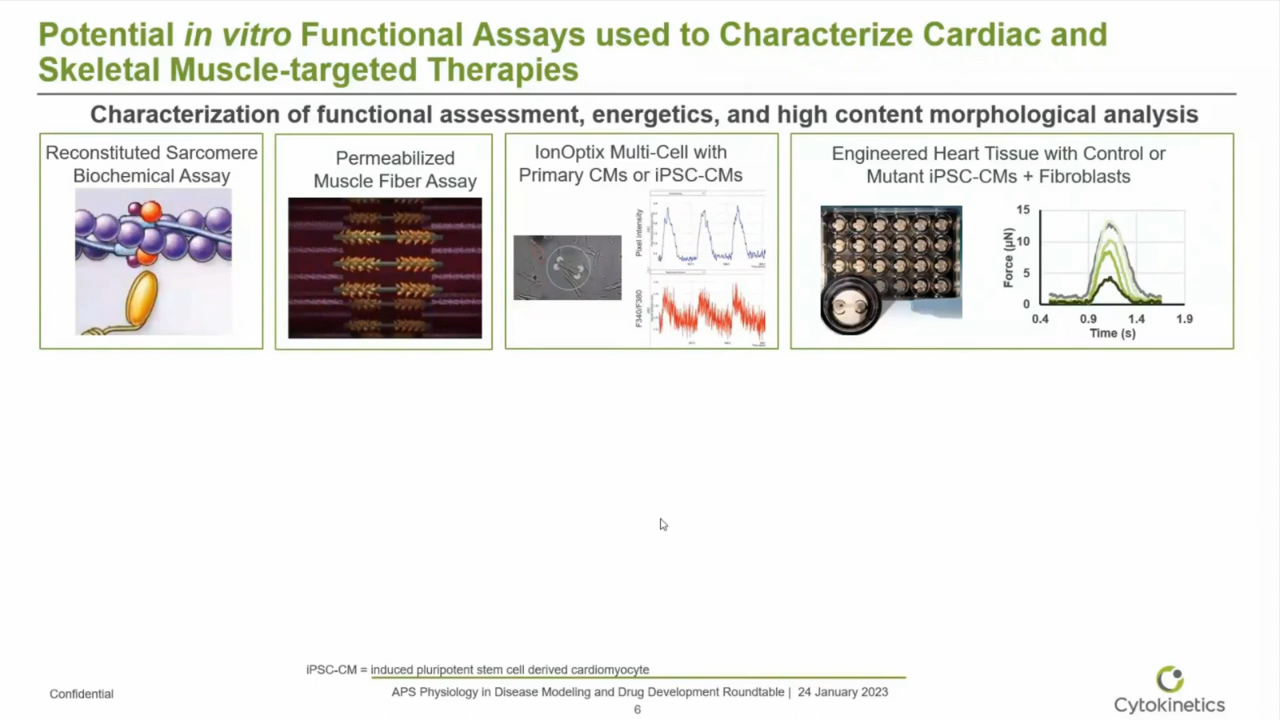 Potential in vitro Functional Assays used to Characterize Cardiac and
Skeletal Muscle-targeted Therapies
Characterization of functional assessment, energetics, and high content morphological analysis
Reconstituted Sarcomere
Biochemical Assay
Permeabilized
Muscle Fiber Assay
IonOptix Multi-Cell with
Primary CMs or iPSC-CMs
Pixel intensity
F340/F380
Engineered Heart Tissue with Control or
Mutant iPSC-CMs + Fibroblasts
Force (µN)
15
10
5
0
0.4 0.9 1.4 1.9
Time (s)
iPSC-CM = induced pluripotent stem cell derived cardiomyocyte
Confidential
APS Physiology in Disease Modeling and Drug Development Roundtable | 24 January 2023
6
Cytokinetics